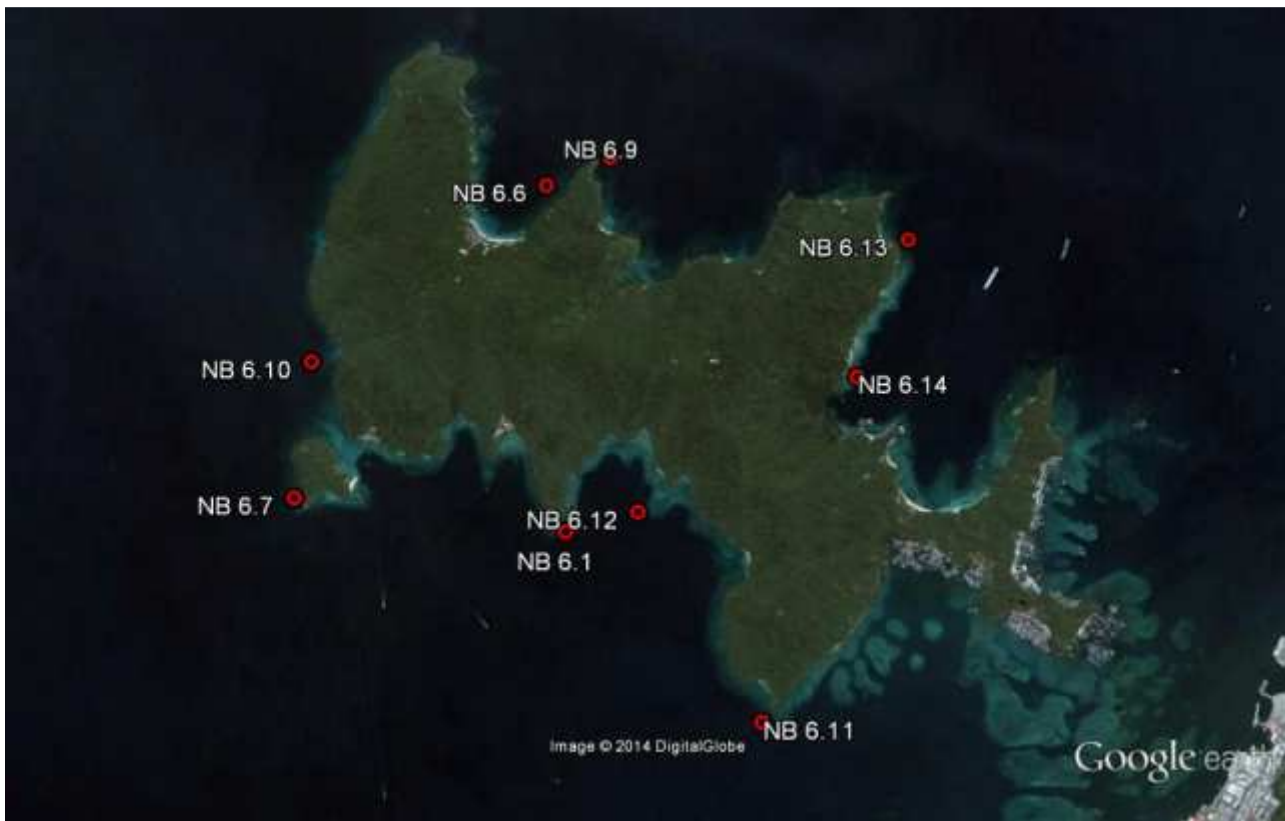 NB 6.9
NB 6.6
NB 6.13
NB 6.10
NB 6.14
NB 6.7
NB 6.12
NB 6.1
NB 6.11
Image © 2014 DigitalGlobe
Google earth